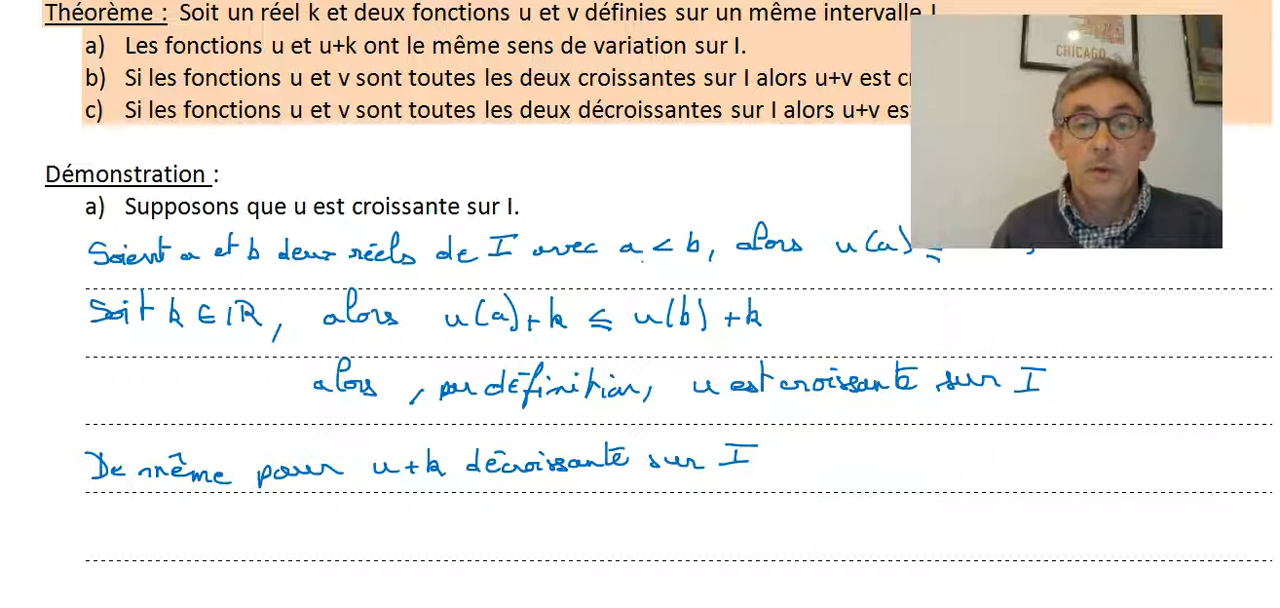 Théorème : Soit un réel k et deux fonctions u et v définies sur un même intervalle I
a) Les fonctions u et u+k ont le même sens de variation sur I.
CHICAGO
b) Si les fonctions u et v sont toutes les deux croissantes sur I alors u+v est c
c) Si les fonctions u et v sont toutes les deux décroissantes sur I alors u+v es
Démonstration :
a) Supposons que u est croissante sur I.
Soient a et b deux réels de I avec a < b, alors u(a) ≤
Soit k ∈ IR, alors u(a)+k ≤ u(b)+k
alors, par définition, u est croissante sur I
De même pour u+k décroissante sur I